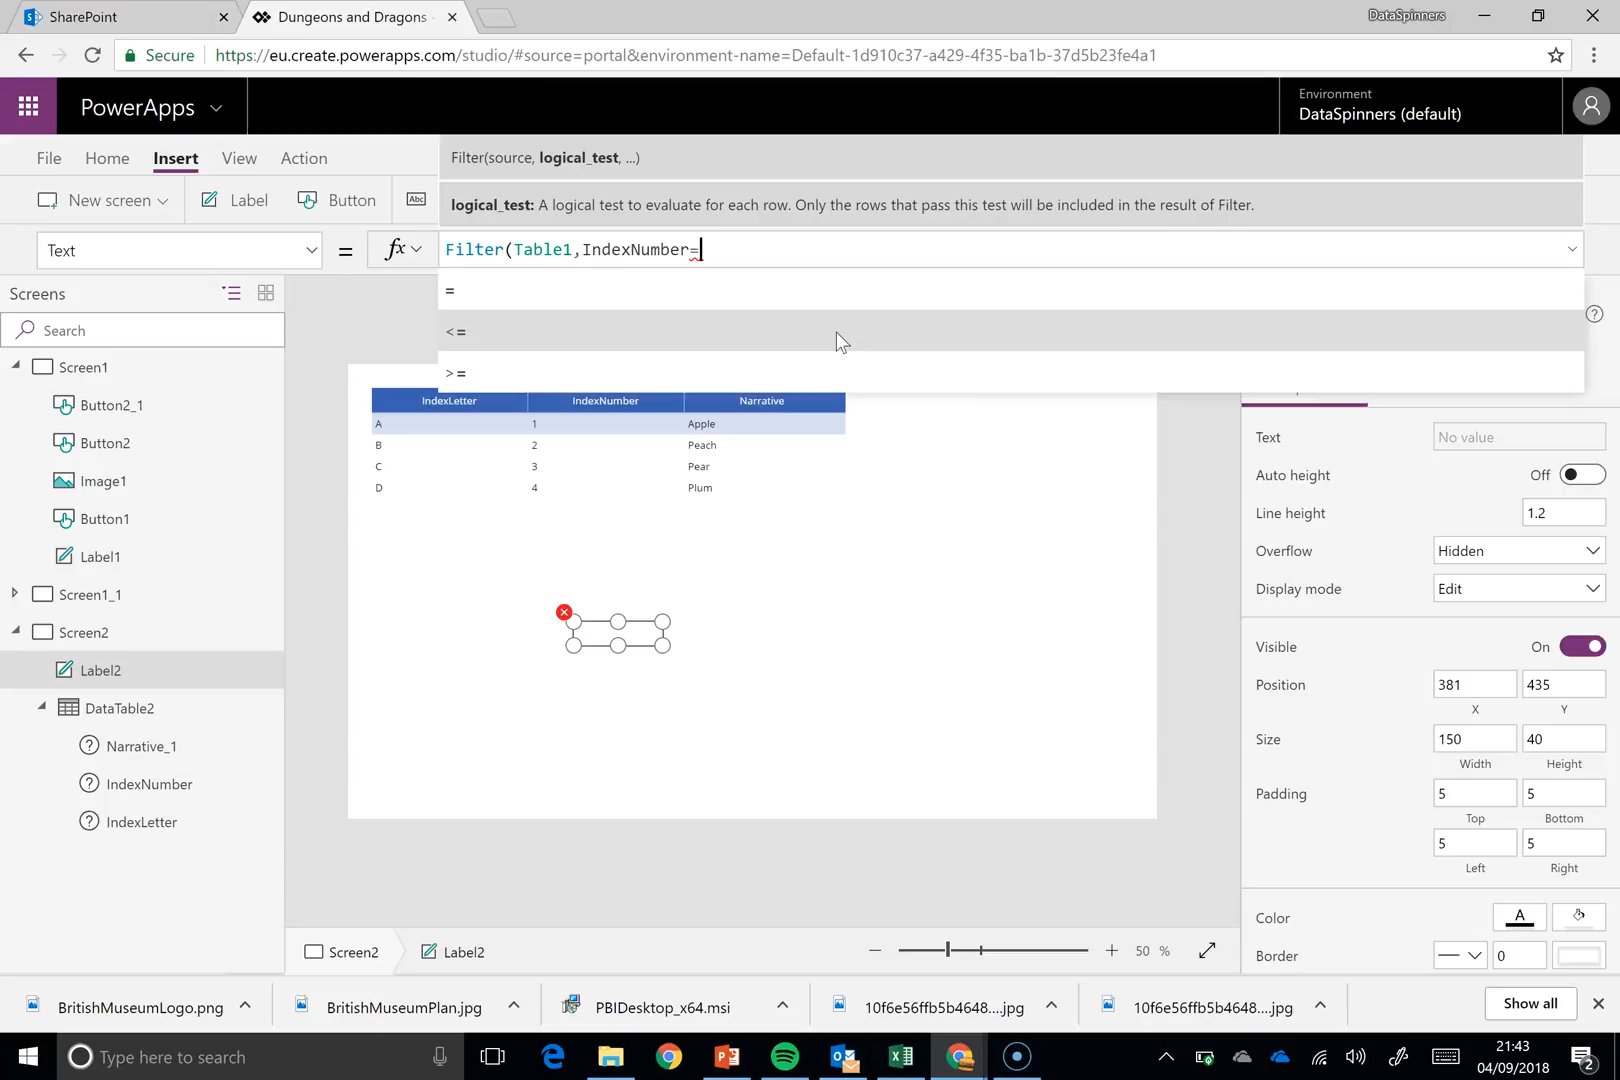 SharePoint
Dungeons and Dragons
DataSpinners
Secure
https://eu.create.powerapps.com/studio/#source=portal&environment-name=Default-1d910c37-a429-4f35-ba1b-37d5b23fe4a1
PowerApps
Environment
DataSpinners (default)
File Home Insert View Action
Filter(source, logical_test, ...)
New screen Label Button Abc
logical_test: A logical test to evaluate for each row. Only the rows that pass this test will be included in the result of Filter.
Text = fx Filter(Table1,IndexNumber=
=
<=
>=
Screens
Search
Screen1
Button2_1
Button2
Image1
Button1
Label1
Screen1_1
Screen2
Label2
DataTable2
Narrative_1
IndexNumber
IndexLetter
IndexLetter IndexNumber Narrative
A 1 Apple
B 2 Peach
C 3 Pear
D 4 Plum
Text No value
Auto height Off
Line height 1.2
Overflow Hidden
Display mode Edit
Visible On
Position 381 435
X Y
Size 150 40
Width Height
Padding 5 5
Top Bottom
5 5
Left Right
Color A
Border 0
Screen2 Label2
50 %
BritishMuseumLogo.png
BritishMuseumPlan.jpg
PBIDesktop_x64.msi
10f6e56ffb5b4648....jpg
10f6e56ffb5b4648....jpg
Show all
Type here to search
21:43
04/09/2018
2